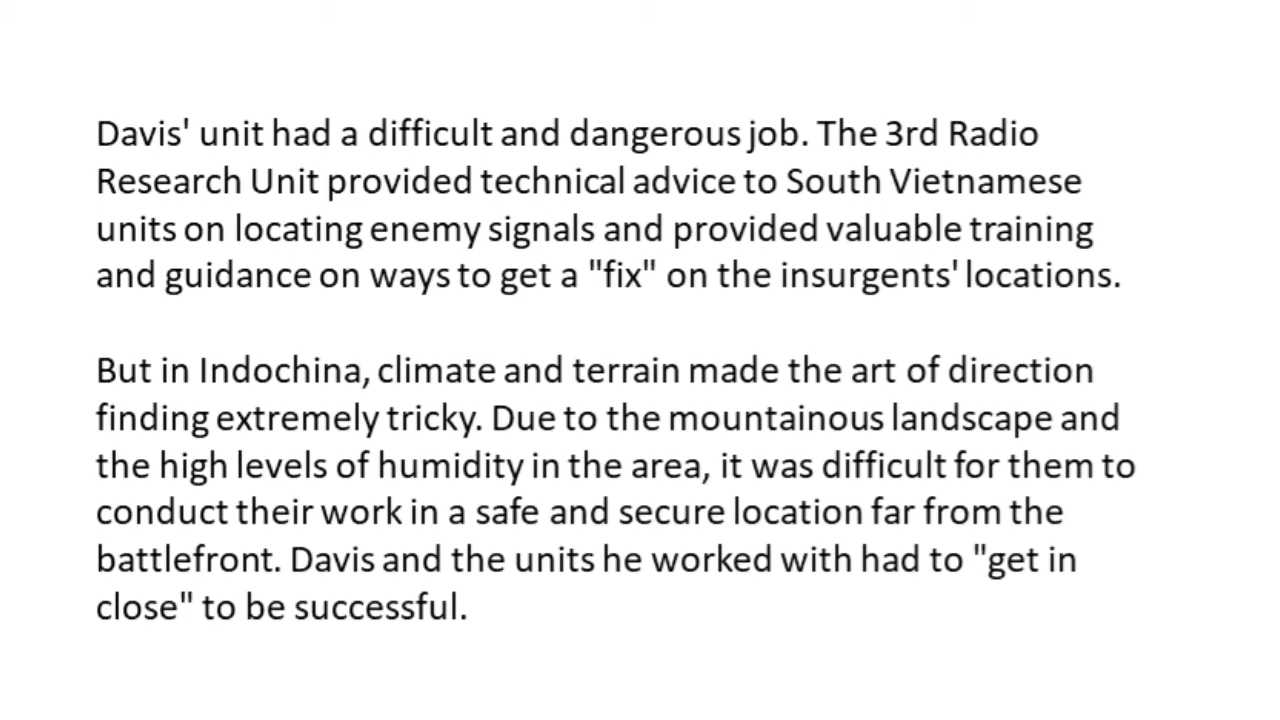 Davis' unit had a difficult and dangerous job. The 3rd Radio
Research Unit provided technical advice to South Vietnamese
units on locating enemy signals and provided valuable training
and guidance on ways to get a "fix" on the insurgents' locations.
But in Indochina, climate and terrain made the art of direction
finding extremely tricky. Due to the mountainous landscape and
the high levels of humidity in the area, it was difficult for them to
conduct their work in a safe and secure location far from the
battlefront. Davis and the units he worked with had to "get in
close" to be successful.